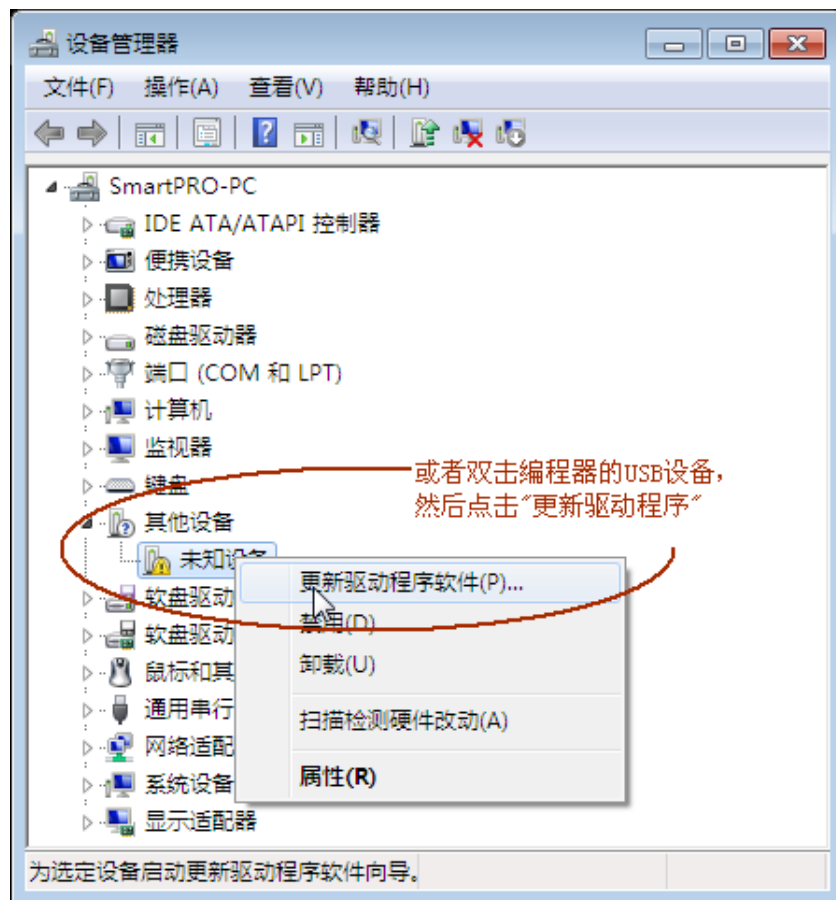 设备管理器
文件(F) 操作(A) 查看(V) 帮助(H)
SmartPRO-PC
IDE ATA/ATAPI 控制器
便携设备
处理器
磁盘驱动器
端口 (COM 和 LPT)
计算机
监视器
键盘
或者双击编程器的USB设备，
然后点击"更新驱动程序"
其他设备
未知设备
更新驱动程序软件(P)...
软盘驱动
禁用(D)
软盘驱动
卸载(U)
鼠标和其
通用串行
扫描检测硬件改动(A)
网络适配
属性(R)
系统设备
显示适配器
为选定设备启动更新驱动程序软件向导。